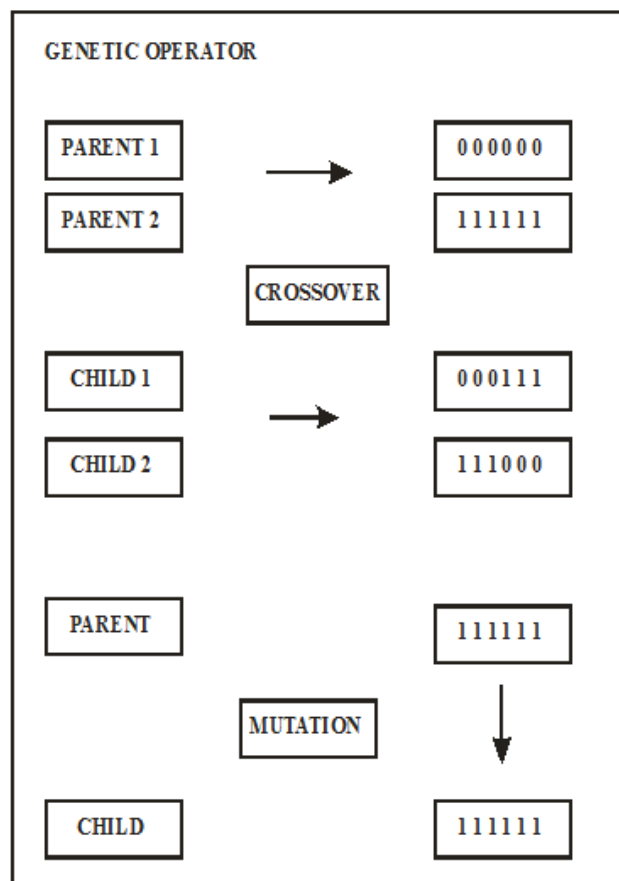 GENETIC OPERATOR
PARENT 1
0 0 0 0 0 0
PARENT 2
1 1 1 1 1 1
CROSSOVER
CHILD 1
0 0 0 1 1 1
CHILD 2
1 1 1 0 0 0
PARENT
1 1 1 1 1 1
MUTATION
CHILD
1 1 1 1 1 1